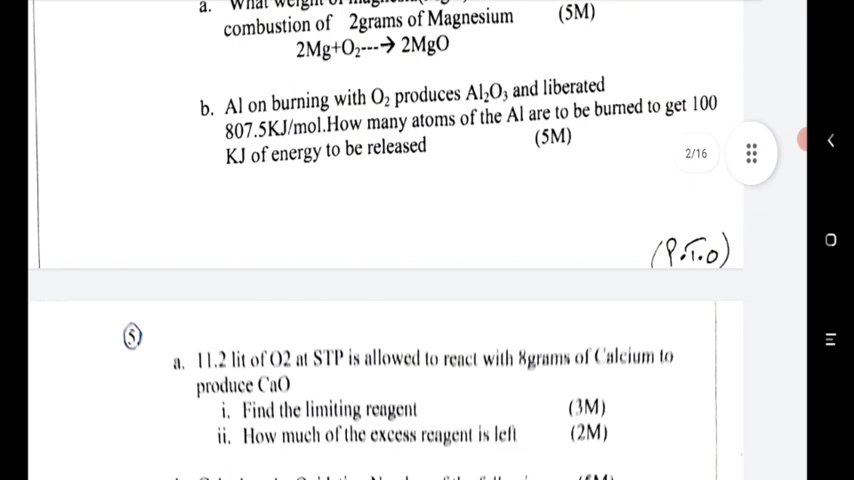 a. What weight of
combustion of 2grams of Magnesium (5M)
2Mg+O₂---→ 2MgO
b. Al on burning with O₂ produces Al₂O₃ and liberated
807.5KJ/mol.How many atoms of the Al are to be burned to get 100
KJ of energy to be released (5M)
2/16
(P.T.O)
5
a. 11.2 lit of O2 at STP is allowed to react with 8grams of Calcium to
produce CaO
i. Find the limiting reagent (3M)
ii. How much of the excess reagent is left (2M)